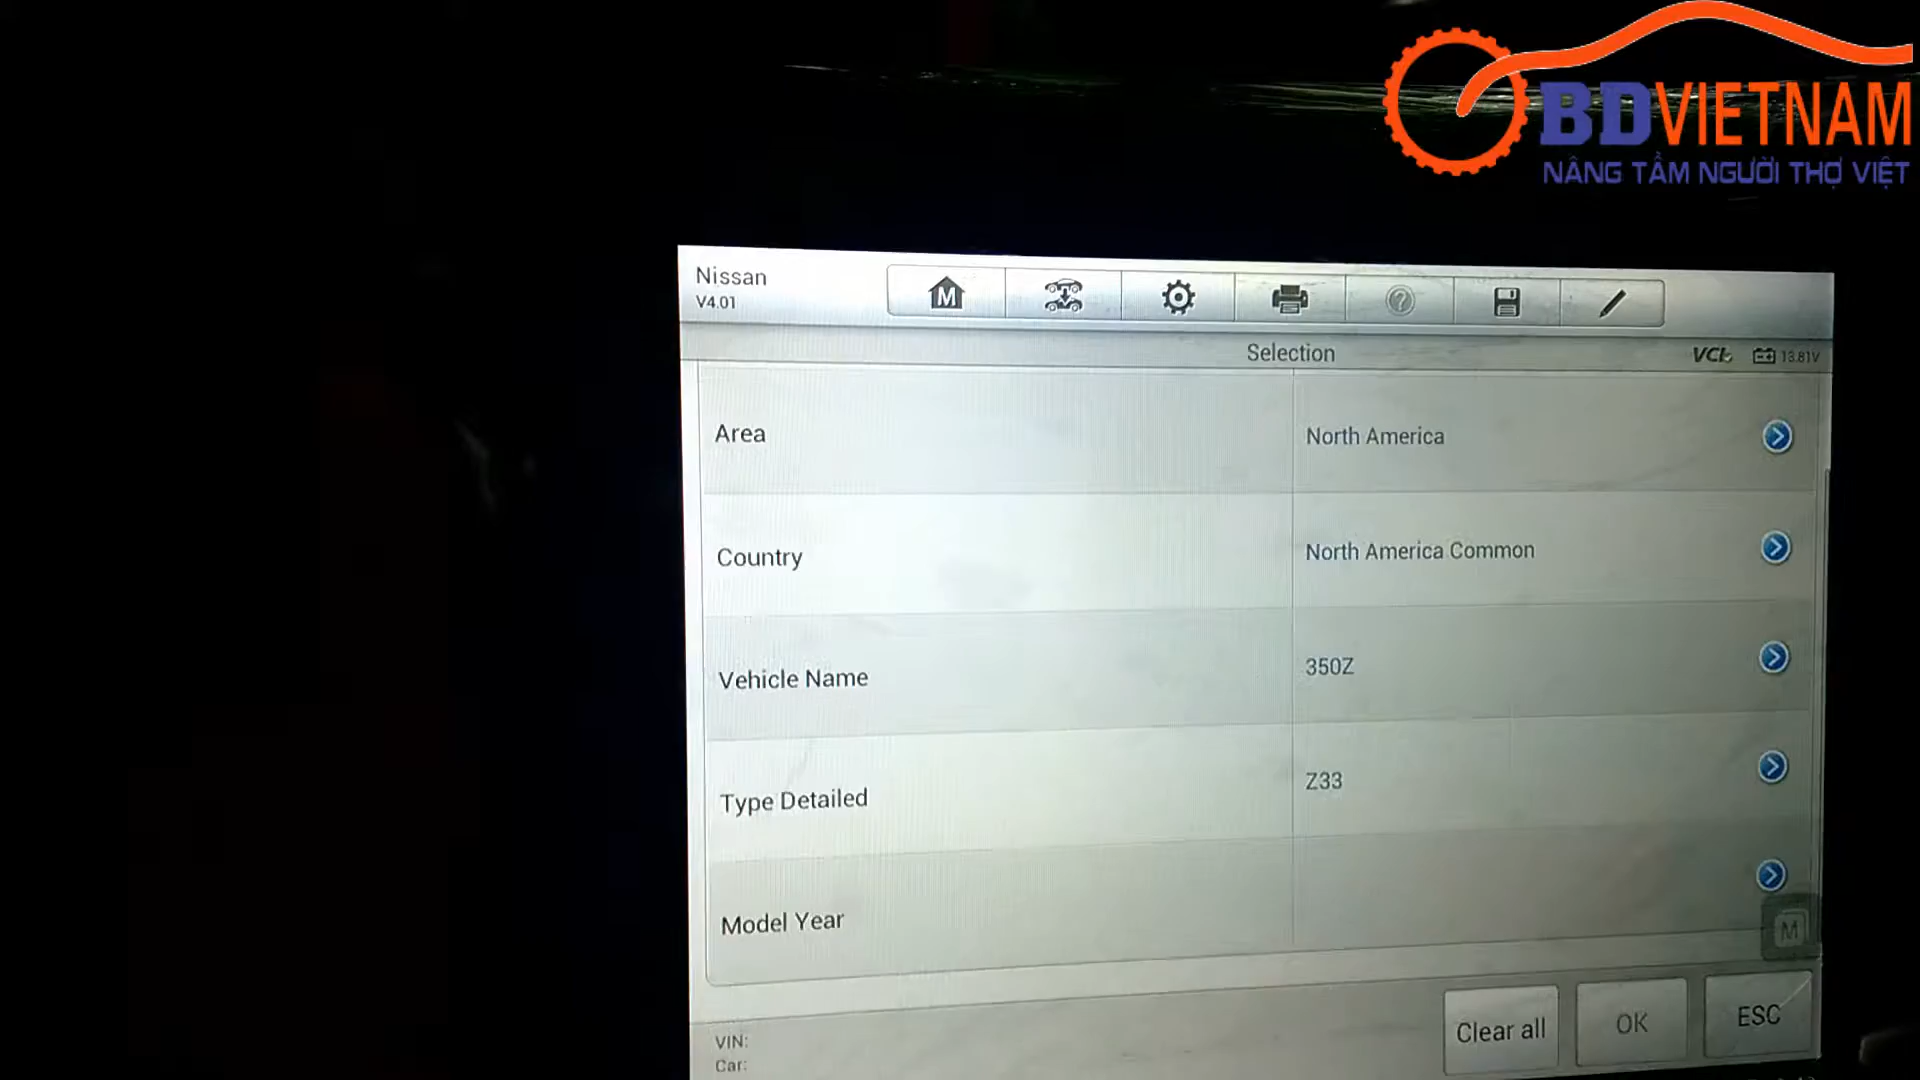 BDVIETNAM
NÂNG TẦM NGƯỜI THỢ VIỆT
Nissan
V4.01
M
Selection
VCI
13.81V
Area
North America
Country
North America Common
Vehicle Name
350Z
Type Detailed
Z33
Model Year
M
VIN:
Car:
Clear all
OK
ESC